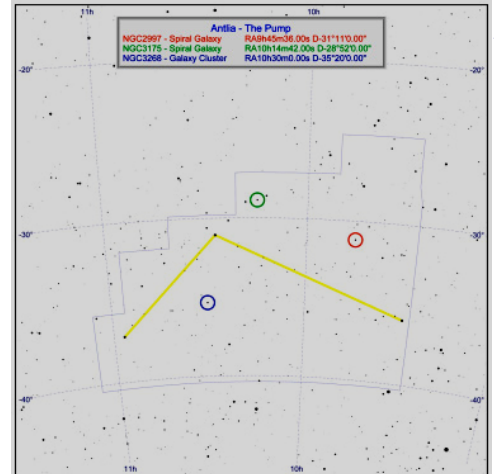 11h 10h
Antlia - The Pump
NGC2997 - Spiral Galaxy RA9h45m36.00s D-31°11'0.00"
NGC3175 - Spiral Galaxy RA10h14m42.00s D-28°52'0.00"
NGC3268 - Galaxy Cluster RA10h30m0.00s D-35°20'0.00"
-20° -20°
-30° -30°
-40° -40°
11h 10h